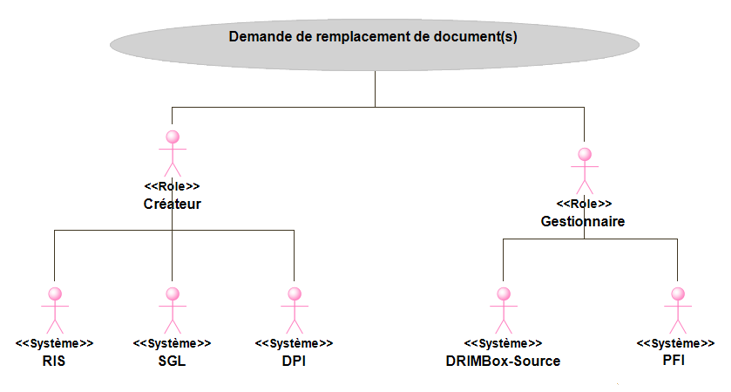 Demande de remplacement de document(s)
<<Role>>
Créateur
<<Role>>
Gestionnaire
<<Système>>
RIS
<<Système>>
SGL
<<Système>>
DPI
<<Système>>
DRIMBox-Source
<<Système>>
PFI